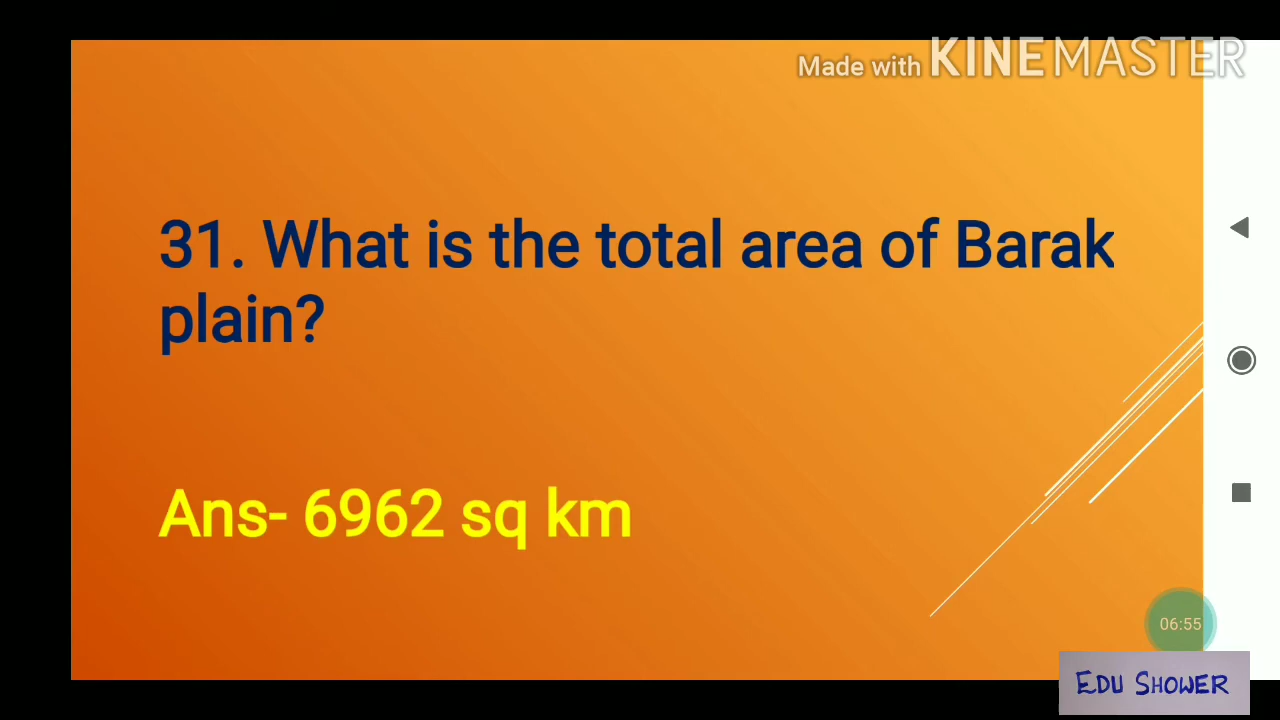 Made with KINEMASTER
31. What is the total area of Barak
plain?
Ans- 6962 sq km
06:55
EDU SHOWER